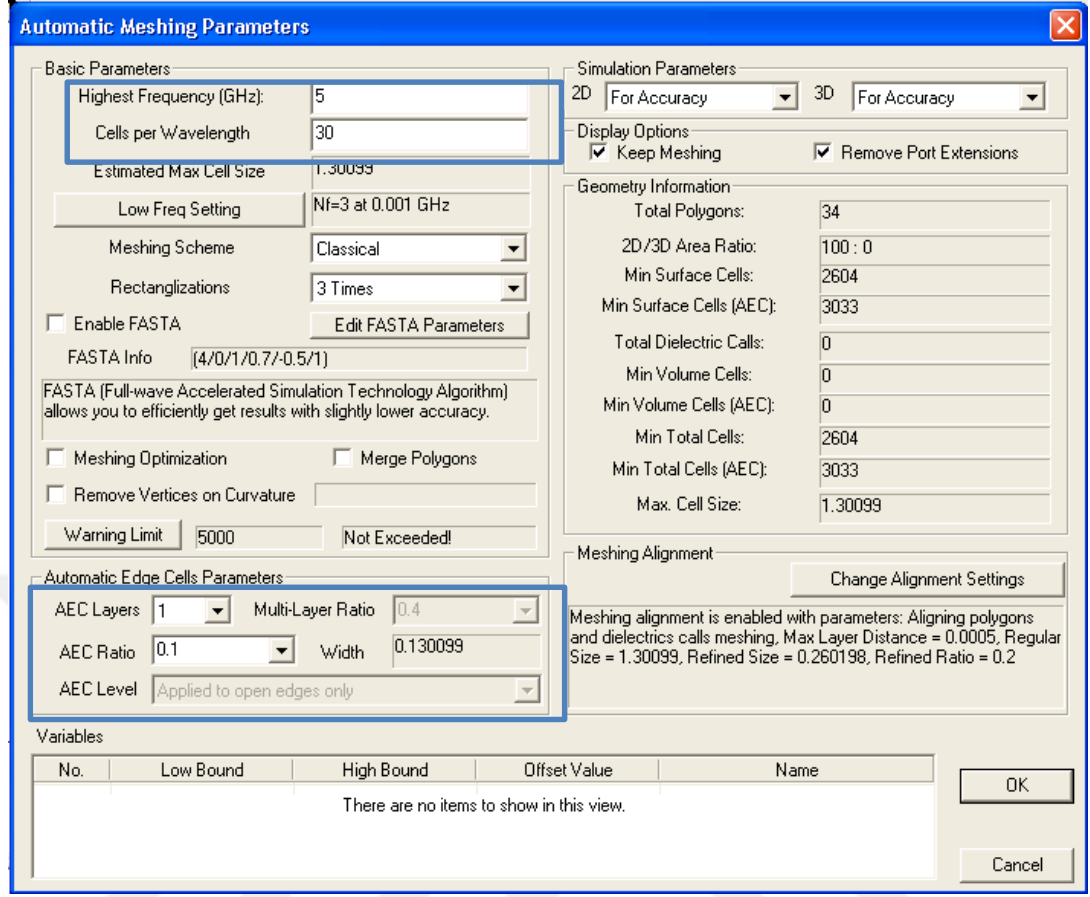 Automatic Meshing Parameters
Basic Parameters
Highest Frequency (GHz): 5
Cells per Wavelength 30
Estimated Max Cell Size 1.30099
Low Freq Setting Nf=3 at 0.001 GHz
Meshing Scheme Classical
Rectanglizations 3 Times
Enable FASTA Edit FASTA Parameters
FASTA Info (4/0/1/0.7/-0.5/1)
FASTA (Full-wave Accelerated Simulation Technology Algorithm)
allows you to efficiently get results with slightly lower accuracy.
Meshing Optimization Merge Polygons
Remove Vertices on Curvature
Warning Limit 5000 Not Exceeded!
Automatic Edge Cells Parameters
AEC Layers 1 Multi-Layer Ratio 0.4
AEC Ratio 0.1 Width 0.130099
AEC Level Applied to open edges only
Simulation Parameters
2D For Accuracy 3D For Accuracy
Display Options
Keep Meshing Remove Port Extensions
Geometry Information
Total Polygons: 34
2D/3D Area Ratio: 100 : 0
Min Surface Cells: 2604
Min Surface Cells (AEC): 3033
Total Dielectric Calls: 0
Min Volume Cells: 0
Min Volume Cells (AEC): 0
Min Total Cells: 2604
Min Total Cells (AEC): 3033
Max. Cell Size: 1.30099
Meshing Alignment
Change Alignment Settings
Meshing alignment is enabled with parameters: Aligning polygons
and dielectrics calls meshing, Max Layer Distance = 0.0005, Regular
Size = 1.30099, Refined Size = 0.260198, Refined Ratio = 0.2
Variables
No. Low Bound High Bound Offset Value Name
There are no items to show in this view.
OK
Cancel